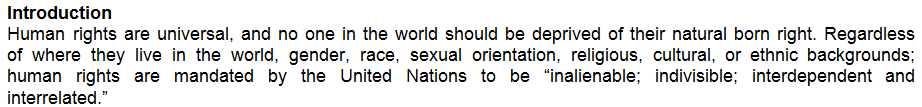 Introduction
Human rights are universal, and no one in the world should be deprived of their natural born right. Regardless
of where they live in the world, gender, race, sexual orientation, religious, cultural, or ethnic backgrounds;
human rights are mandated by the United Nations to be “inalienable; indivisible; interdependent and
interrelated.”